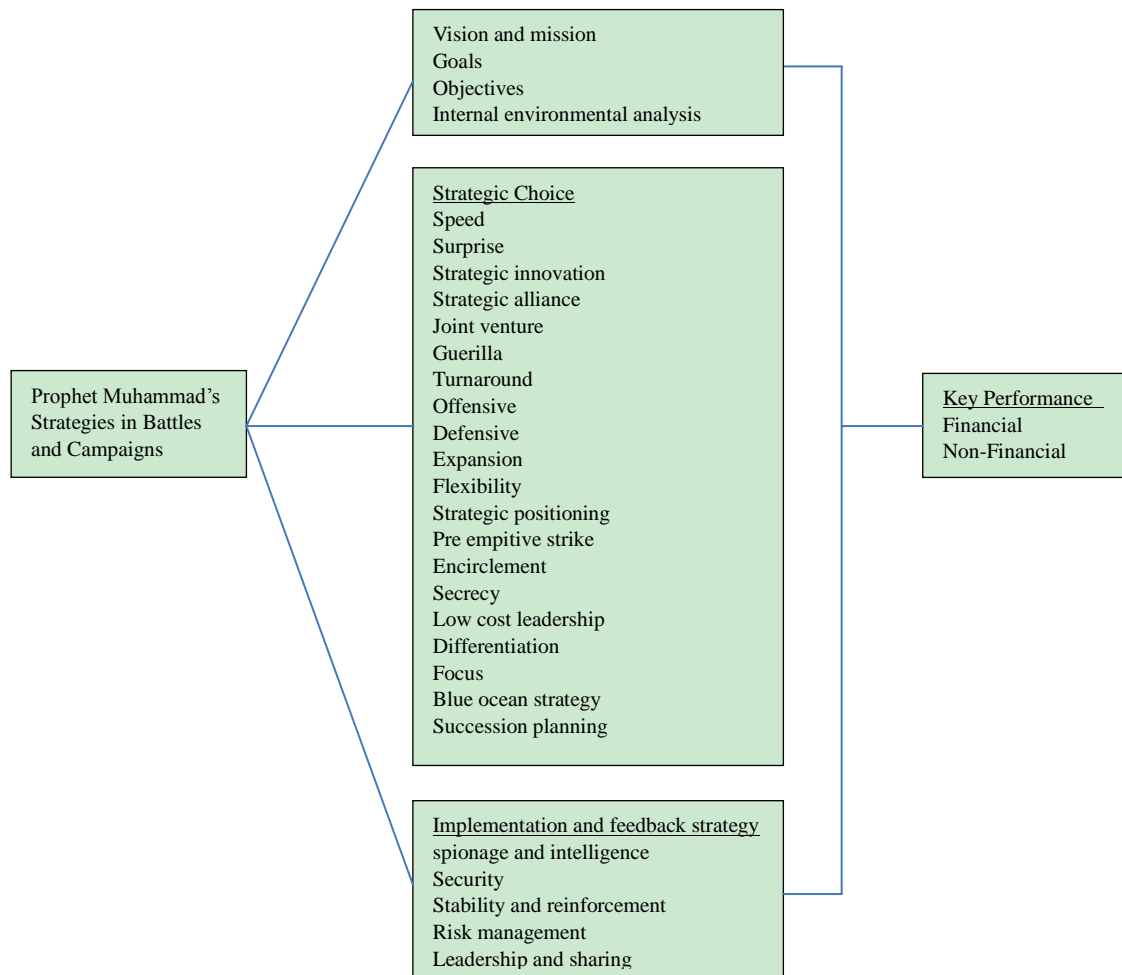 Vision and mission
Goals
Objectives
Internal environmental analysis
Strategic Choice
Speed
Surprise
Strategic innovation
Strategic alliance
Joint venture
Guerilla
Turnaround
Offensive
Defensive
Expansion
Flexibility
Strategic positioning
Pre empitive strike
Encirclement
Secrecy
Low cost leadership
Differentiation
Focus
Blue ocean strategy
Succession planning
Prophet Muhammad’s
Strategies in Battles
and Campaigns
Key Performance
Financial
Non-Financial
Implementation and feedback strategy
spionage and intelligence
Security
Stability and reinforcement
Risk management
Leadership and sharing